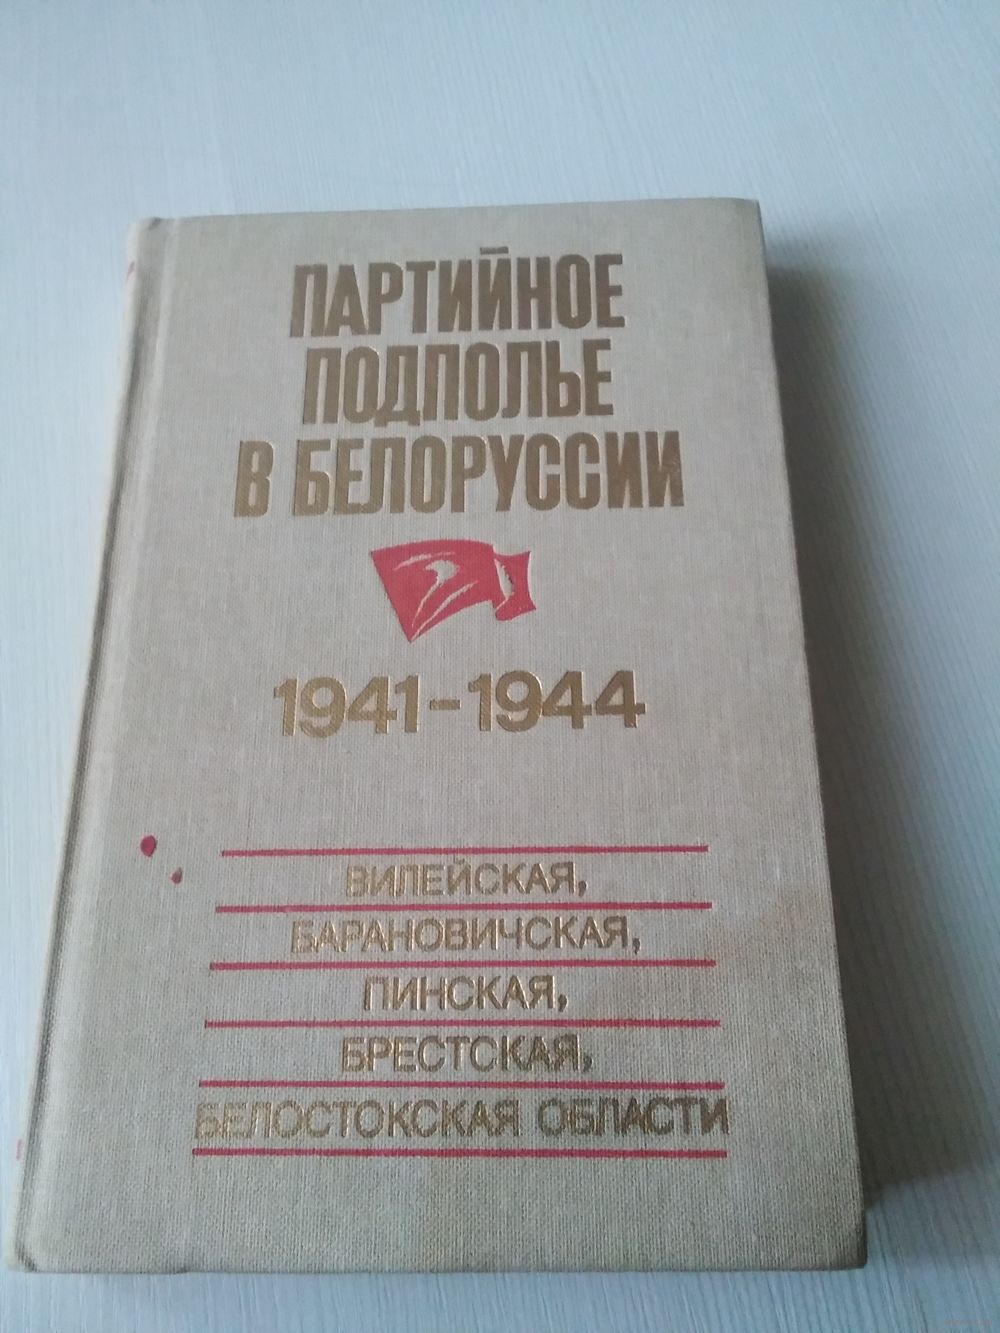 ПАРТИЙНОЕ
ПОДПОЛЬЕ
В БЕЛОРУССИИ
1941-1944
ВИЛЕЙСКАЯ,
БАРАНОВИЧСКАЯ,
ПИНСКАЯ,
БРЕСТСКАЯ,
БЕЛОСТОКСКАЯ ОБЛАСТИ